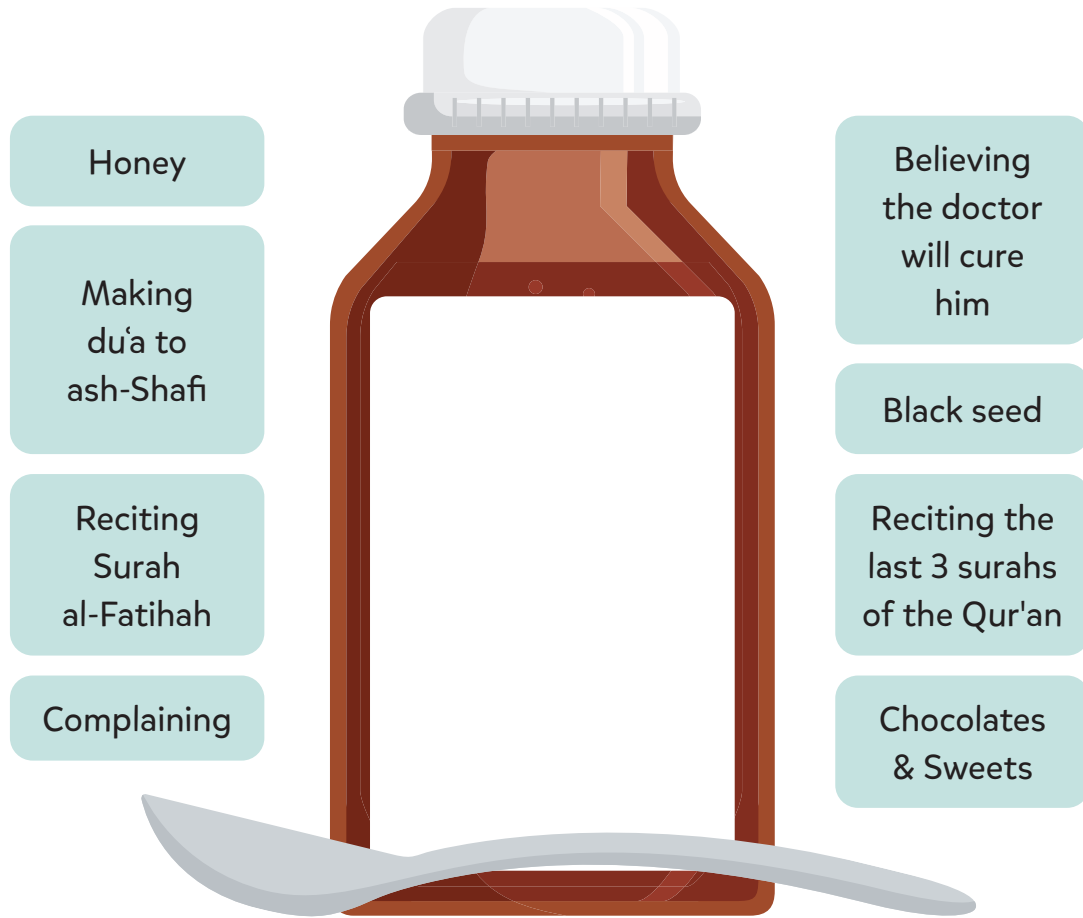 Honey
Making
du‘a to
ash-Shafi
Reciting
Surah
al-Fatihah
Complaining
Believing
the doctor
will cure
him
Black seed
Reciting the
last 3 surahs
of the Qur'an
Chocolates
& Sweets